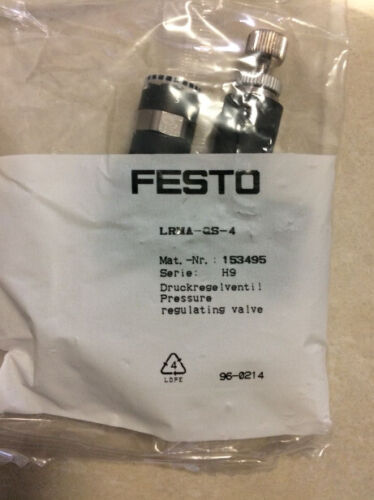 FESTO
LRMA-QS-4
Mat.-Nr.: 153495
Serie: H9
Druckregelventil
Pressure
regulating valve
4
LDPE
96-0214